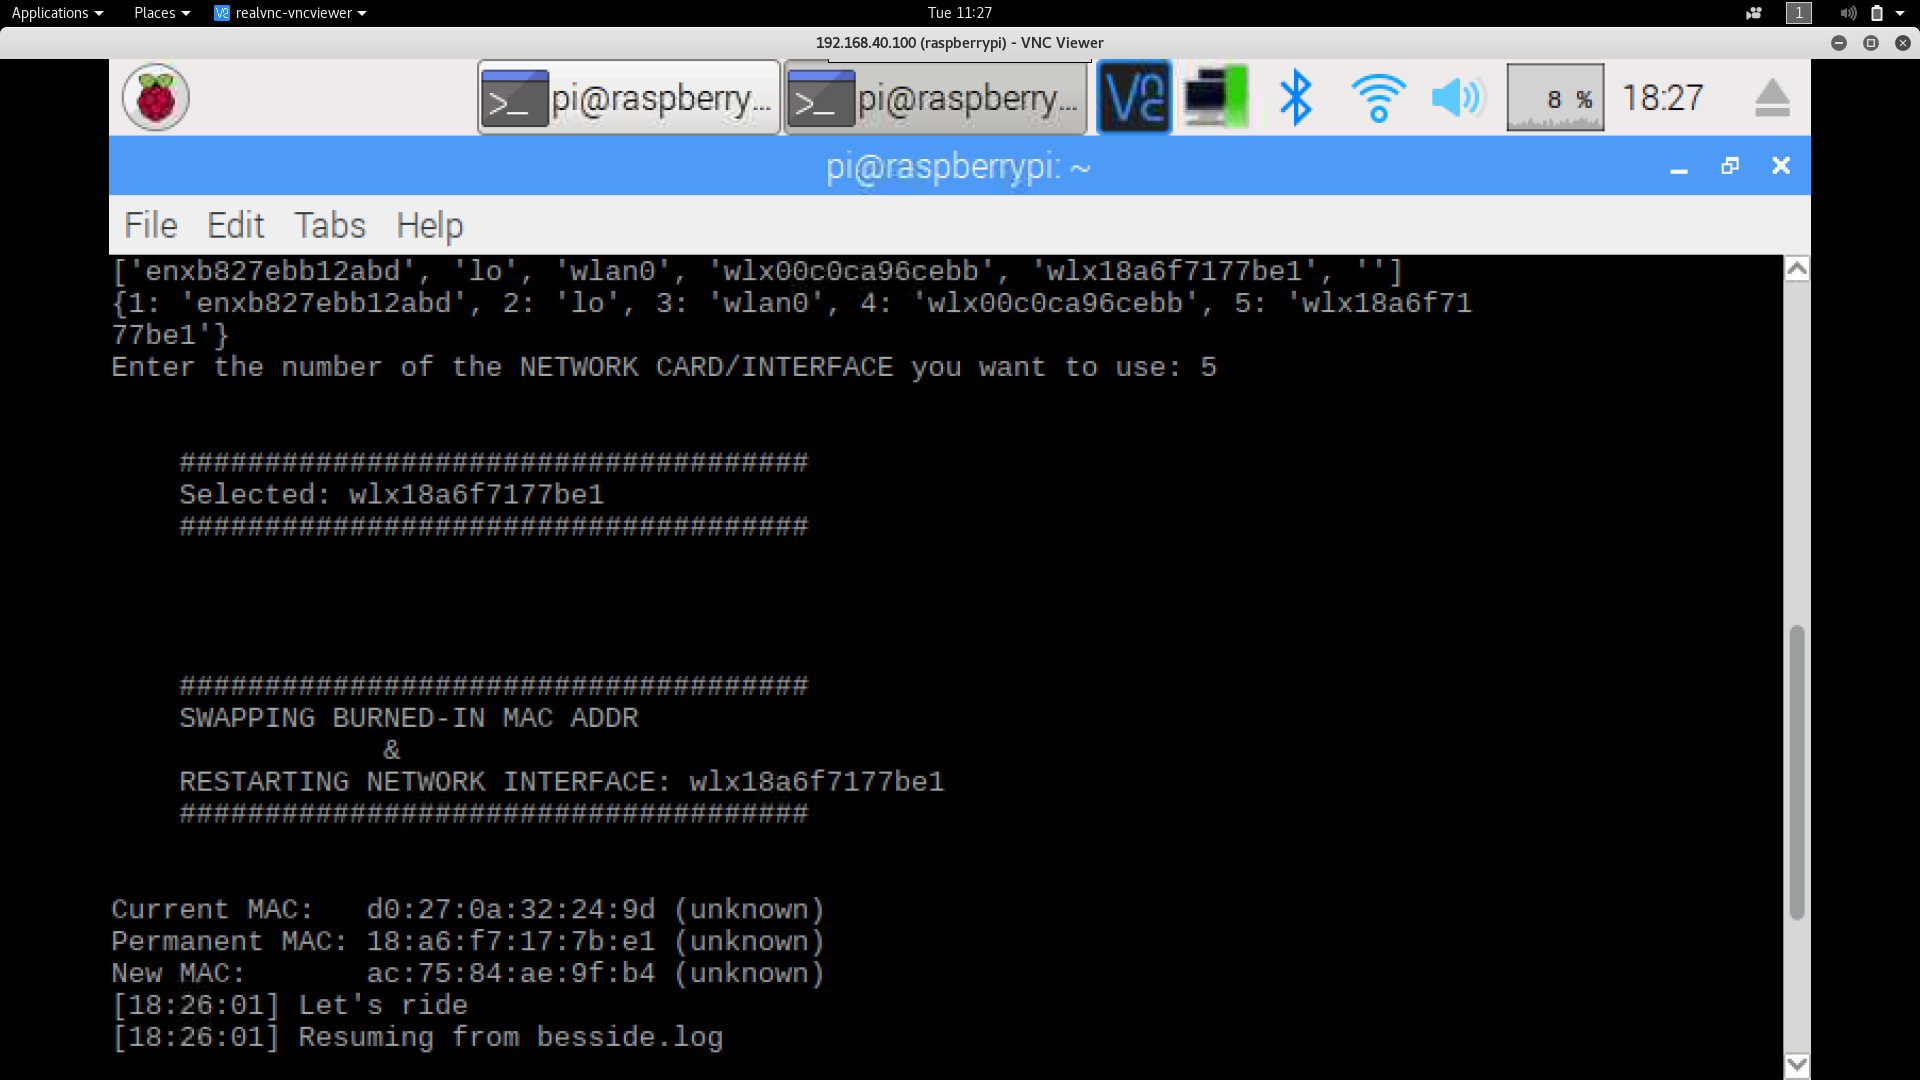 Applications Places realvnc-vncviewer Tue 11:27 1
192.168.40.100 (raspberrypi) - VNC Viewer
pi@raspberry... pi@raspberry... 8 % 18:27
pi@raspberrypi: ~
File Edit Tabs Help
['enxb827ebb12abd', 'lo', 'wlan0', 'wlx00c0ca96cebb', 'wlx18a6f7177be1', '']
{1: 'enxb827ebb12abd', 2: 'lo', 3: 'wlan0', 4: 'wlx00c0ca96cebb', 5: 'wlx18a6f71
77be1'}
Enter the number of the NETWORK CARD/INTERFACE you want to use: 5
#####################################
Selected: wlx18a6f7177be1
#####################################
#####################################
SWAPPING BURNED-IN MAC ADDR
&
RESTARTING NETWORK INTERFACE: wlx18a6f7177be1
#####################################
Current MAC: d0:27:0a:32:24:9d (unknown)
Permanent MAC: 18:a6:f7:17:7b:e1 (unknown)
New MAC: ac:75:84:ae:9f:b4 (unknown)
[18:26:01] Let's ride
[18:26:01] Resuming from besside.log